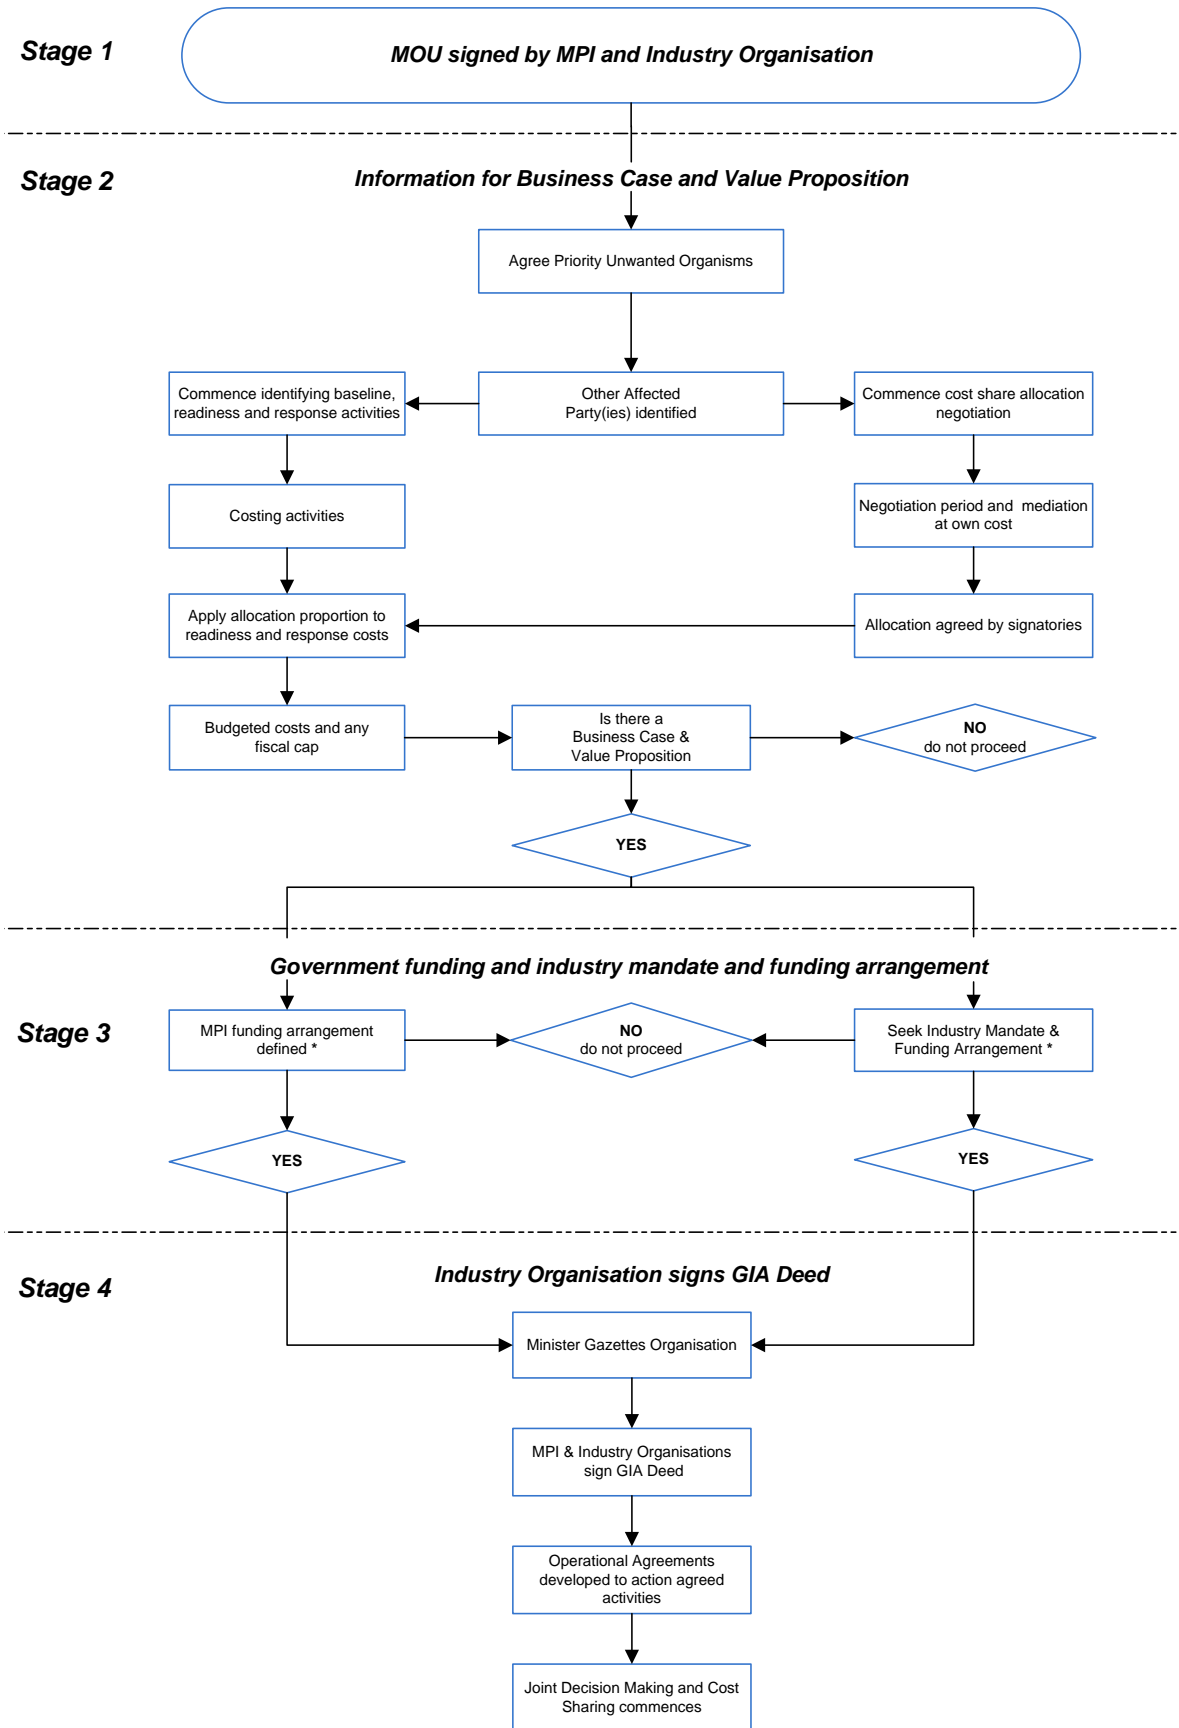 Stage 1
MOU signed by MPI and Industry Organisation
Stage 2
Information for Business Case and Value Proposition
Agree Priority Unwanted Organisms
Commence identifying baseline,
readiness and response activities
Other Affected
Party(ies) identified
Commence cost share allocation
negotiation
Costing activities
Negotiation period and mediation
at own cost
Apply allocation proportion to
readiness and response costs
Allocation agreed by signatories
Budgeted costs and any
fiscal cap
Is there a
Business Case &
Value Proposition
NO
do not proceed
YES
Government funding and industry mandate and funding arrangement
Stage 3
MPI funding arrangement
defined *
NO
do not proceed
Seek Industry Mandate &
Funding Arrangement *
YES
YES
Stage 4
Industry Organisation signs GIA Deed
Minister Gazettes Organisation
MPI & Industry Organisations
sign GIA Deed
Operational Agreements
developed to action agreed
activities
Joint Decision Making and Cost
Sharing commences